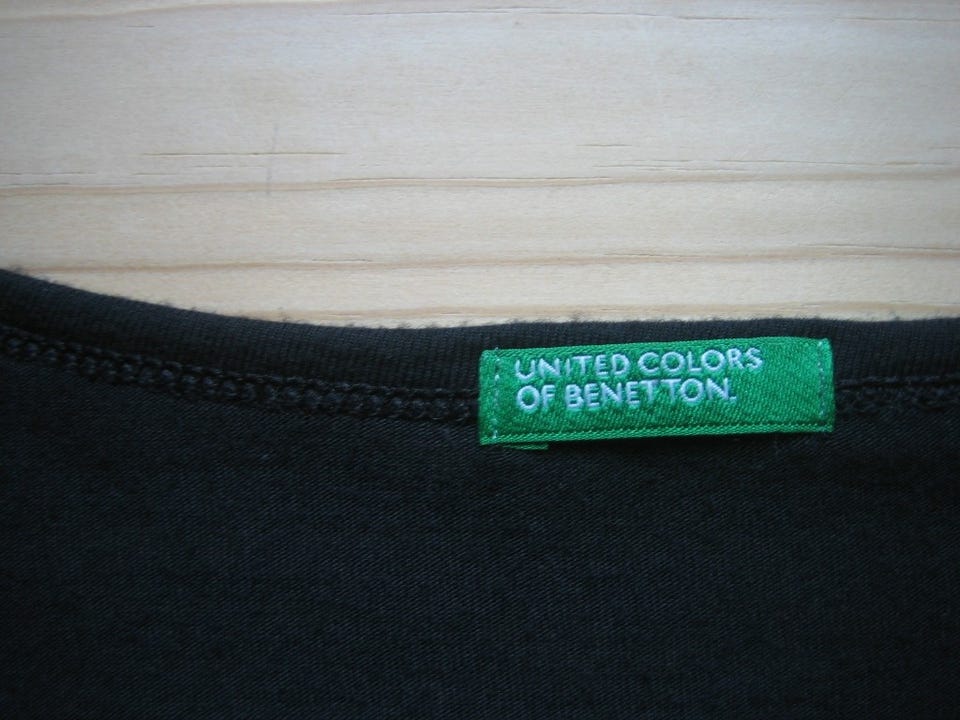 UNITED COLORS
OF BENETTON.